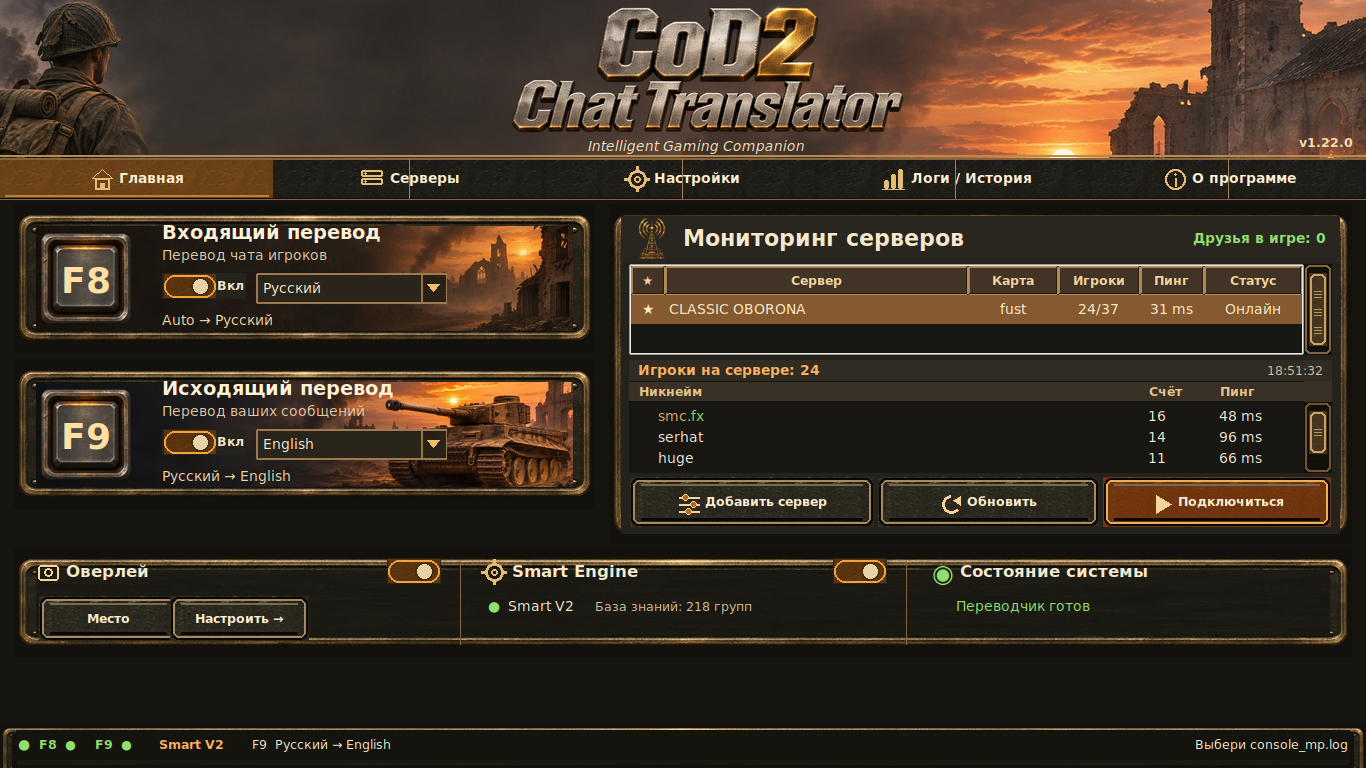 CoD2
Chat Translator
Intelligent Gaming Companion
v1.22.0
Главная
Серверы
Настройки
Логи / История
О программе
F8
Входящий перевод
Перевод чата игроков
Вкл
Русский
Auto → Русский
F9
Исходящий перевод
Перевод ваших сообщений
Вкл
English
Русский → English
Мониторинг серверов
Друзья в игре: 0
★ Сервер Карта Игроки Пинг Статус
★ CLASSIC OBORONA fust 24/37 31 ms Онлайн
Игроки на сервере: 24 18:51:32
Никнейм Счёт Пинг
smc.fx 16 48 ms
serhat 14 96 ms
huge 11 66 ms
Добавить сервер
Обновить
Подключиться
Оверлей
Место
Настроить →
Smart Engine
Smart V2 База знаний: 218 групп
Состояние системы
Переводчик готов
F8 F9 Smart V2 F9 Русский → English
Выбери console_mp.log